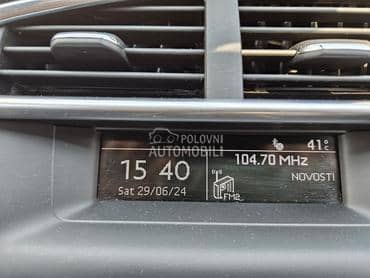 POLOVNI
AUTOMOBILI
41°C
15 40
104.70 MHz
NOVOSTI
Sat 29/06/24
FM2